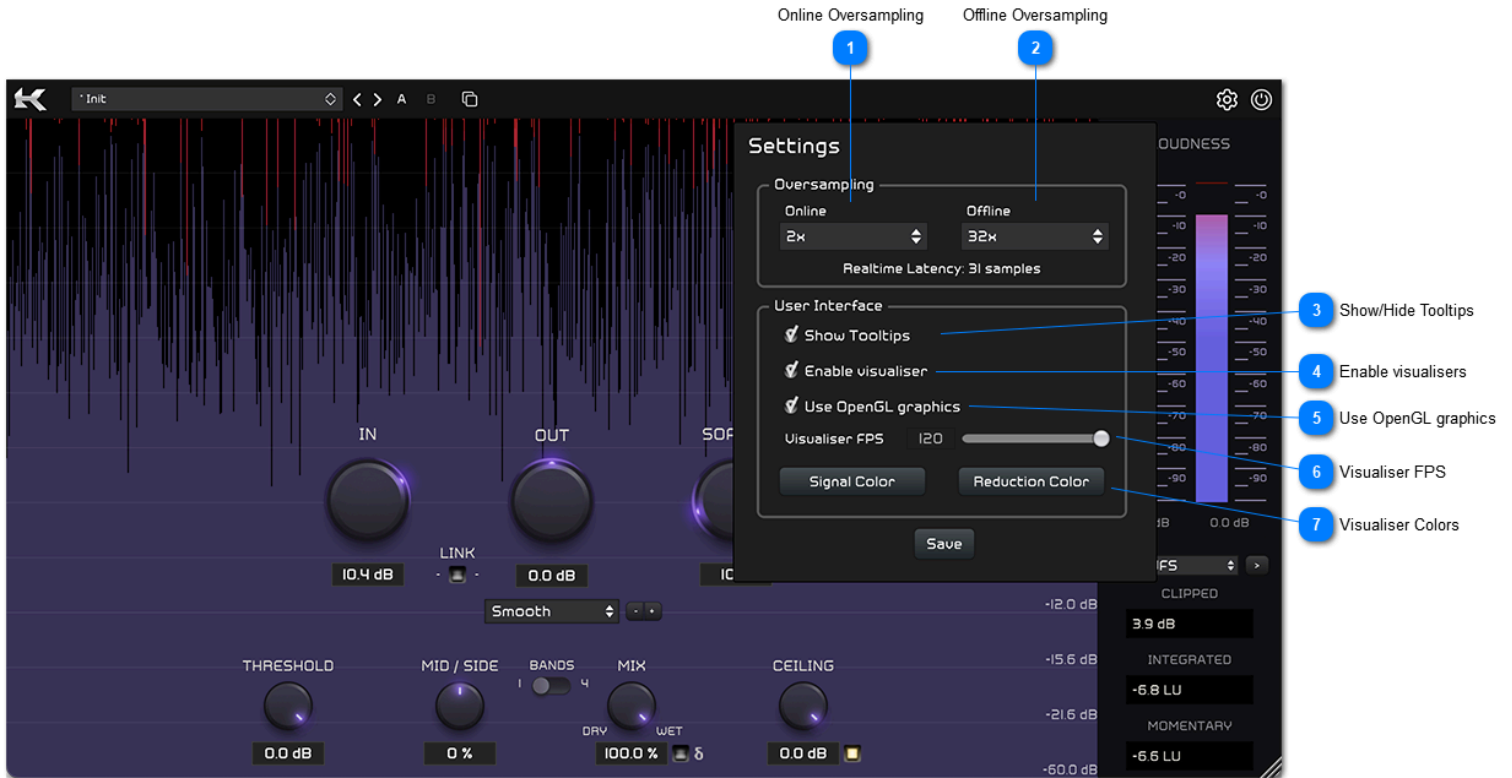 Online Oversampling
Offline Oversampling
1
2
* Init
A
B
Settings
LOUDNESS
Oversampling
Online
Offline
2x
32x
Realtime Latency: 31 samples
User Interface
Show Tooltips
Enable visualiser
Use OpenGL graphics
Visualiser FPS
120
Signal Color
Reduction Color
Save
-0
-0
-10
-10
-20
-20
-30
-30
-40
-40
-50
-50
-60
-60
-70
-70
-80
-80
-90
-90
0.0 dB
3
Show/Hide Tooltips
4
Enable visualisers
5
Use OpenGL graphics
6
Visualiser FPS
7
Visualiser Colors
IN
OUT
LINK
10.4 dB
- -
0.0 dB
Smooth
-
>
CLIPPED
3.9 dB
INTEGRATED
-6.8 LU
MOMENTARY
-6.6 LU
-12.0 dB
-15.6 dB
-21.6 dB
-60.0 dB
THRESHOLD
MID / SIDE
BANDS
MIX
CEILING
1
4
DRY
WET
0.0 dB
0 %
100.0 %
δ
0.0 dB